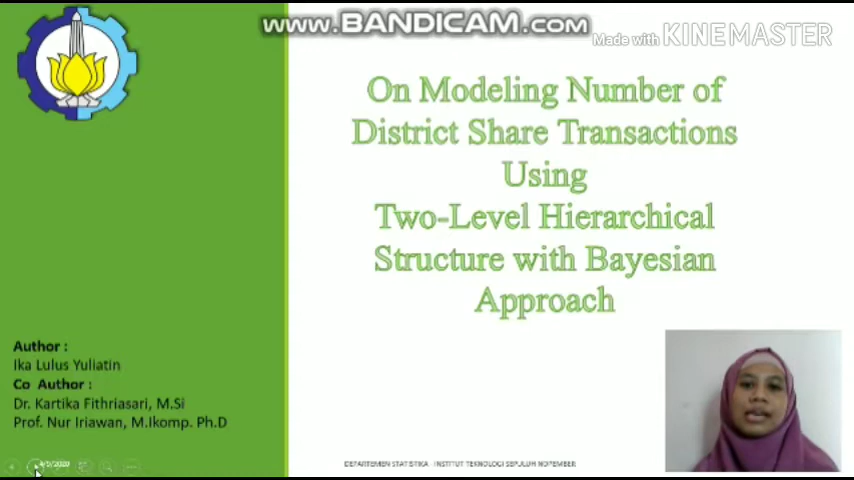 www.BANDICAM.com
Made with KINEMASTER
On Modeling Number of
District Share Transactions
Using
Two-Level Hierarchical
Structure with Bayesian
Approach
Author :
Ika Lulus Yuliatin
Co Author :
Dr. Kartika Fithriasari, M.Si
Prof. Nur Iriawan, M.Ikomp. Ph.D
DEPARTEMEN STATISTIKA - INSTITUT TEKNOLOGI SEPULUH NOPEMBER